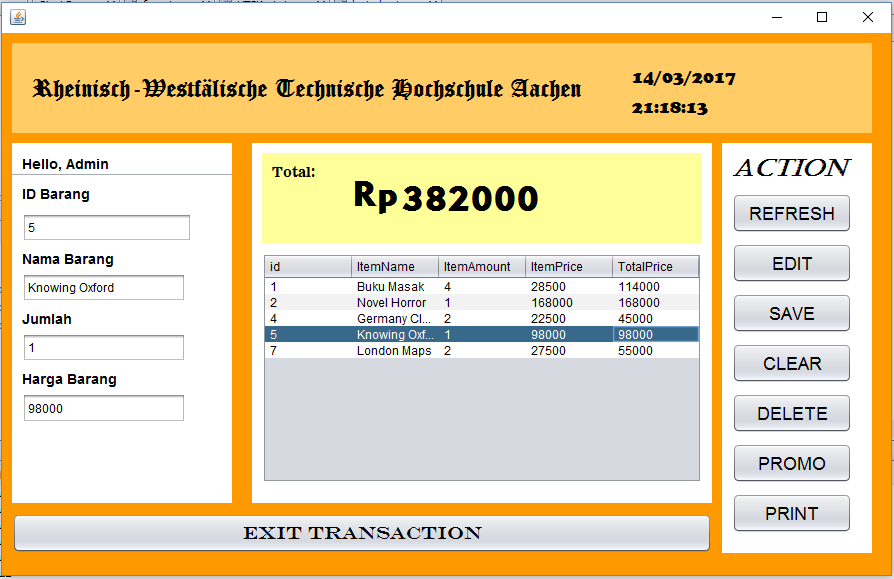 Rheinisch-Westfälische Technische Hochschule Aachen
14/03/2017
21:18:13
Hello, Admin
ID Barang
5
Nama Barang
Knowing Oxford
Jumlah
1
Harga Barang
98000
Total:
Rp382000
id ItemName ItemAmount ItemPrice TotalPrice
1 Buku Masak 4 28500 114000
2 Novel Horror 1 168000 168000
4 Germany Cl... 2 22500 45000
5 Knowing Oxf... 1 98000 98000
7 London Maps 2 27500 55000
ACTION
REFRESH
EDIT
SAVE
CLEAR
DELETE
PROMO
PRINT
EXIT TRANSACTION